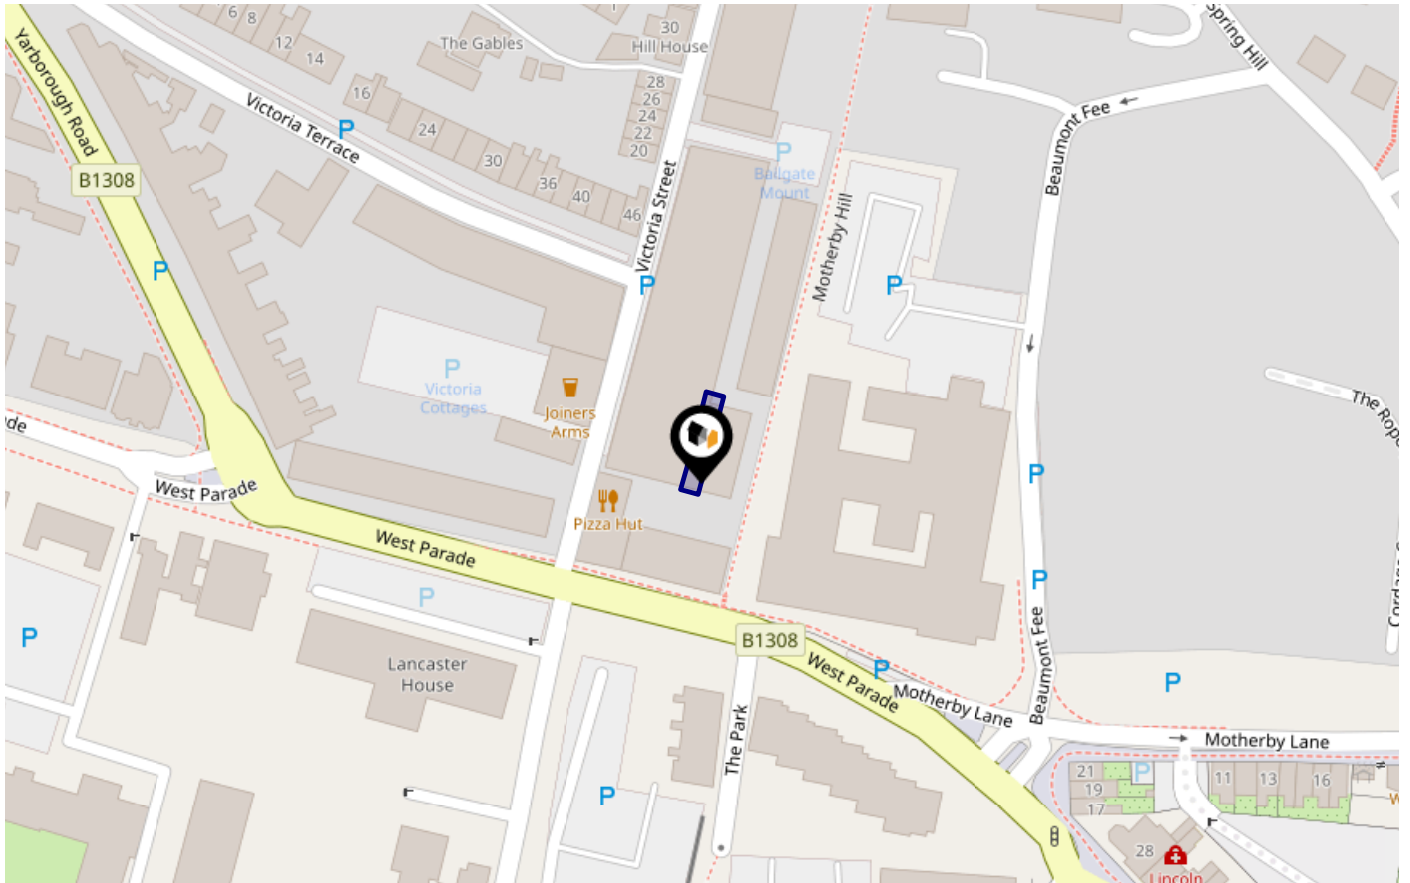 6
8
12
14
The Gables
1
30
Hill House
Spring Hill
Yarborough Road
B1308
16
Victoria Terrace
P
24
30
36
40
46
28
26
24
22
20
Victoria Street
P
Bailgate
Mount
Motherby Hill
Beaumont Fee
P
P
P
P
Victoria
Cottages
Joiners
Arms
The Rope
West Parade
Pizza Hut
West Parade
P
P
P
P
Lancaster
House
B1308
West Parade
P
Motherby Lane
Beaumont Fee
P
Motherby Lane
The Park
P
21
19
17
P
11
13
16
28
Lincoln